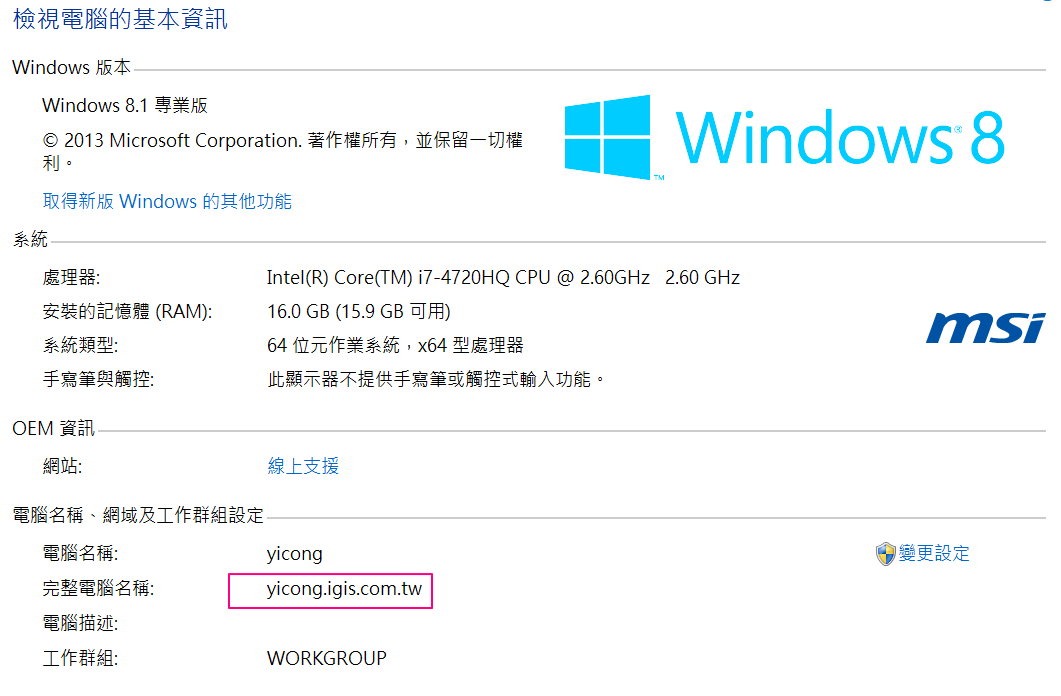 檢視電腦的基本資訊
Windows 版本
Windows 8.1 專業版
© 2013 Microsoft Corporation. 著作權所有，並保留一切權
利。
取得新版 Windows 的其他功能
Windows® 8
™
系統
處理器: Intel(R) Core(TM) i7-4720HQ CPU @ 2.60GHz 2.60 GHz
安裝的記憶體 (RAM): 16.0 GB (15.9 GB 可用)
系統類型: 64 位元作業系統，x64 型處理器
手寫筆與觸控: 此顯示器不提供手寫筆或觸控式輸入功能。
msi
OEM 資訊
網站: 線上支援
電腦名稱、網域及工作群組設定
電腦名稱: yicong 變更設定
完整電腦名稱: yicong.igis.com.tw
電腦描述:
工作群組: WORKGROUP